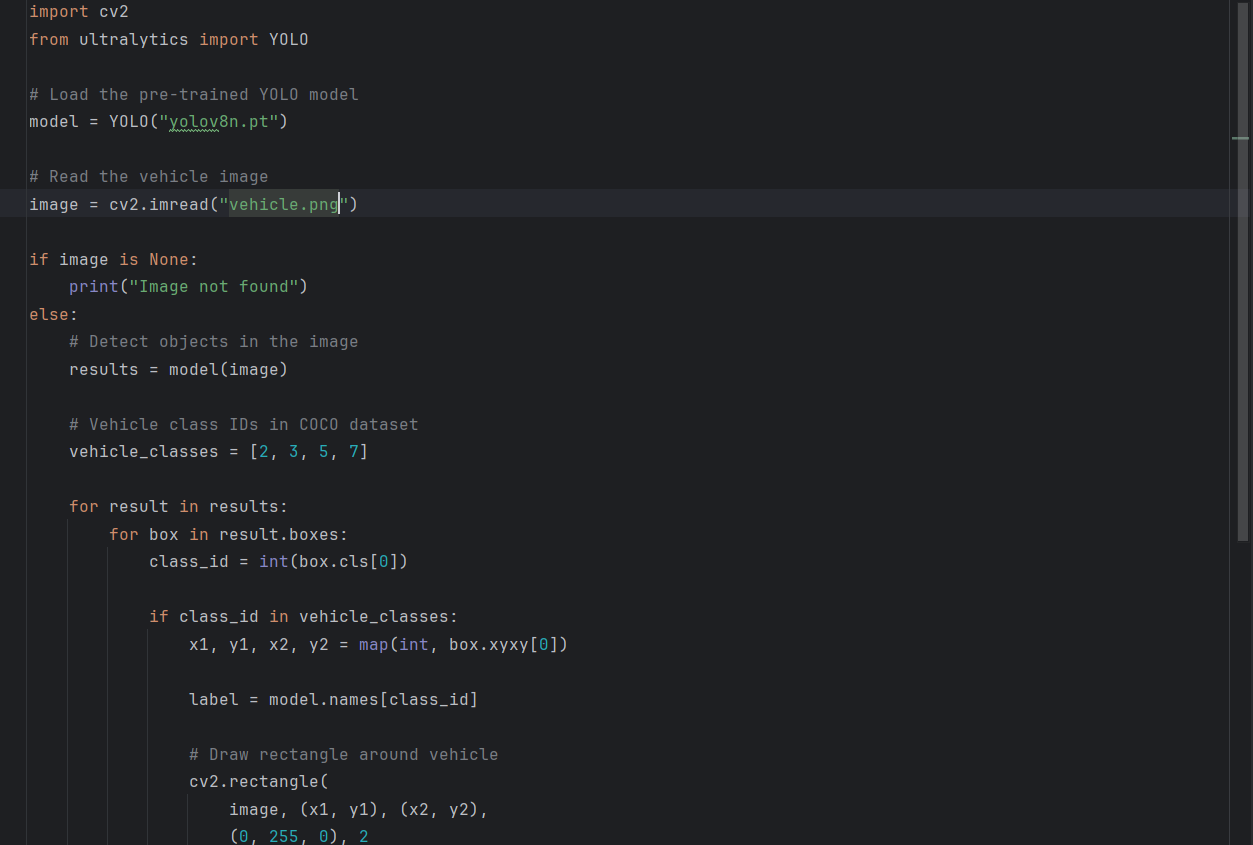 import cv2
from ultralytics import YOLO
# Load the pre-trained YOLO model
model = YOLO("yolov8n.pt")
# Read the vehicle image
image = cv2.imread("vehicle.png")
if image is None:
    print("Image not found")
else:
    # Detect objects in the image
    results = model(image)
    # Vehicle class IDs in COCO dataset
    vehicle_classes = [2, 3, 5, 7]
    for result in results:
        for box in result.boxes:
            class_id = int(box.cls[0])
            if class_id in vehicle_classes:
                x1, y1, x2, y2 = map(int, box.xyxy[0])
                label = model.names[class_id]
                # Draw rectangle around vehicle
                cv2.rectangle(
                    image, (x1, y1), (x2, y2),
                    (0, 255, 0), 2